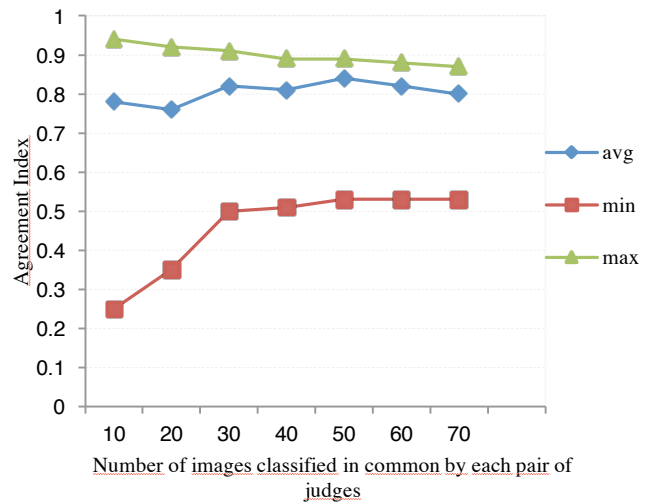 1
0.9
0.8
0.7
0.6
0.5
0.4
0.3
0.2
0.1
0
Agreement Index
10 20 30 40 50 60 70
Number of images classified in common by each pair of
judges
avg
min
max